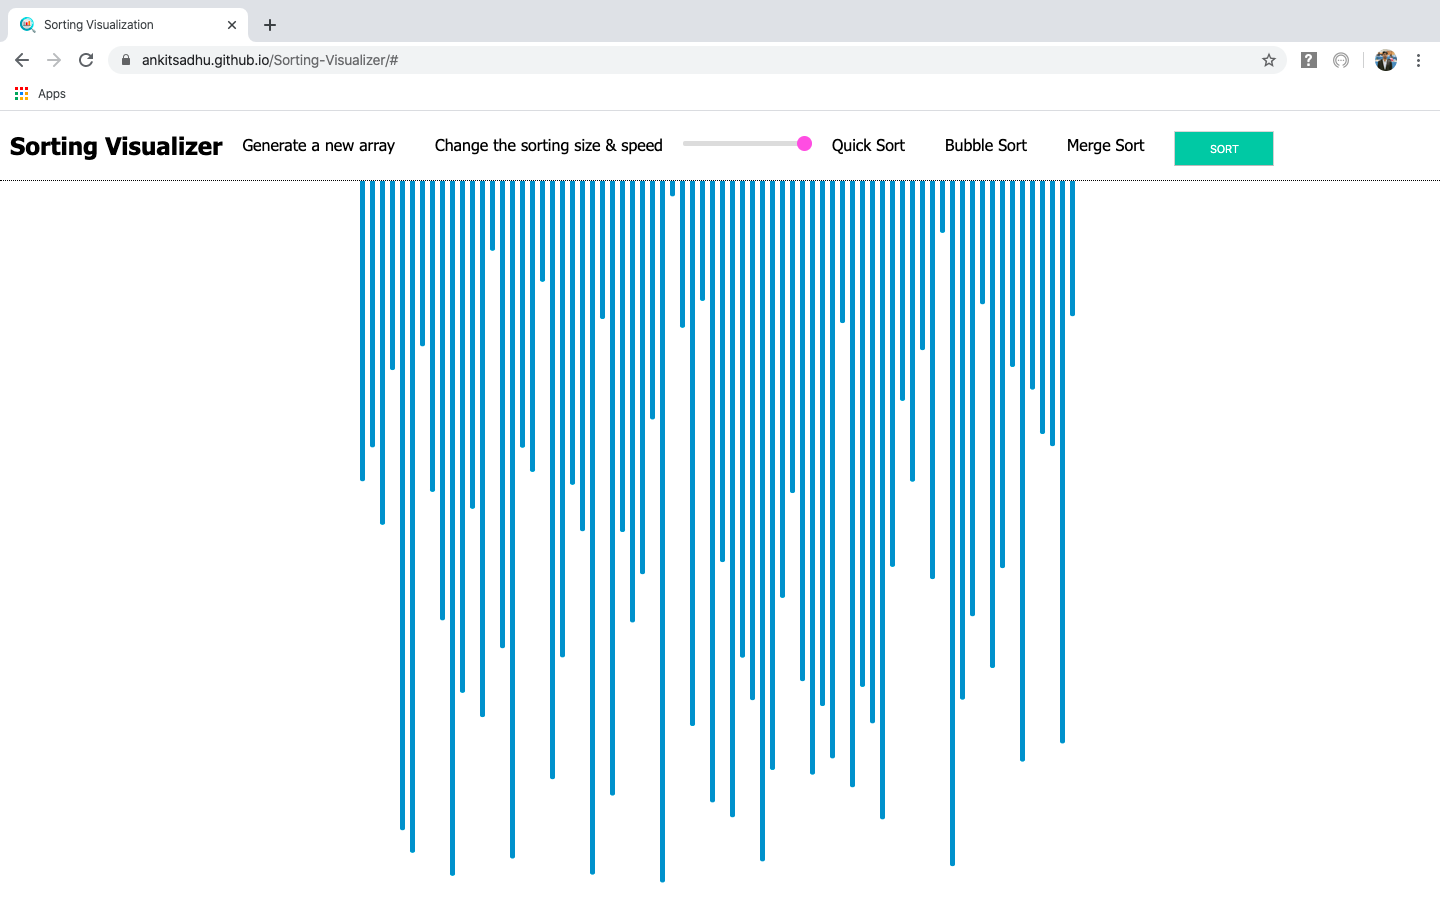 Sorting Visualization
ankitsadhu.github.io/Sorting-Visualizer/#
Apps
Sorting Visualizer Generate a new array Change the sorting size & speed Quick Sort Bubble Sort Merge Sort SORT